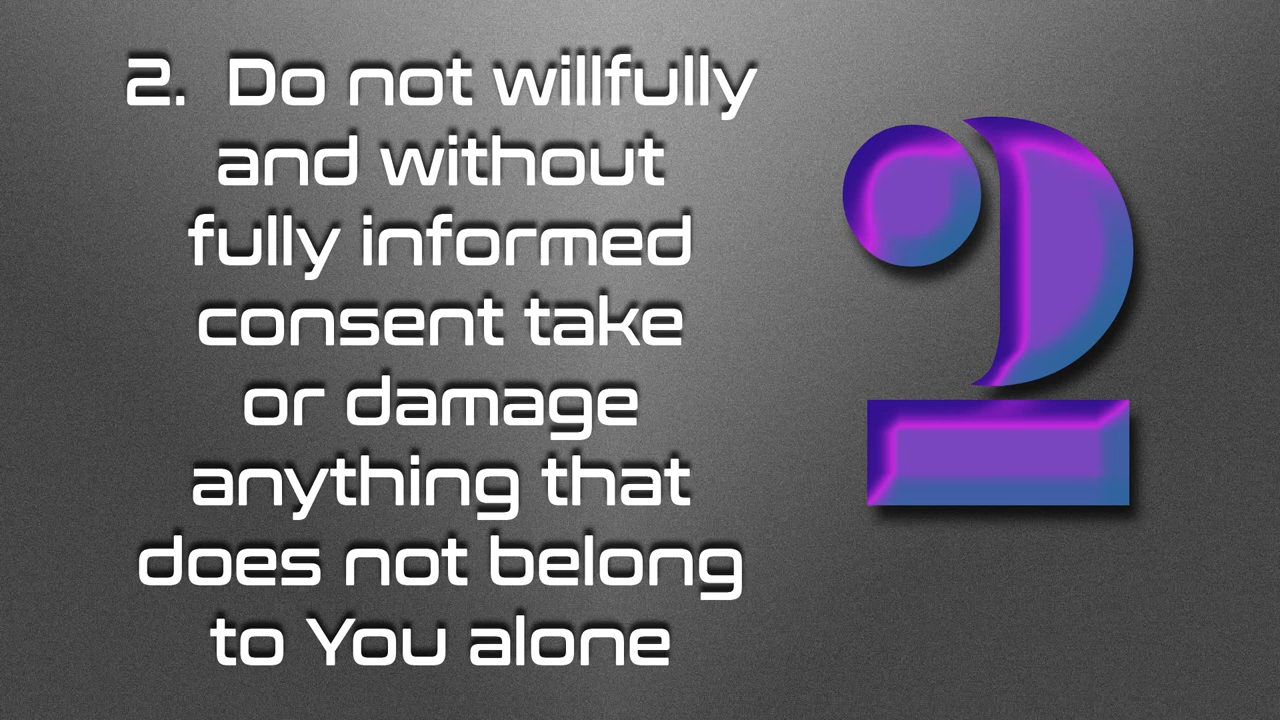 2. Do not willfully
and without
fully informed
consent take
or damage
anything that
does not belong
to You alone
2